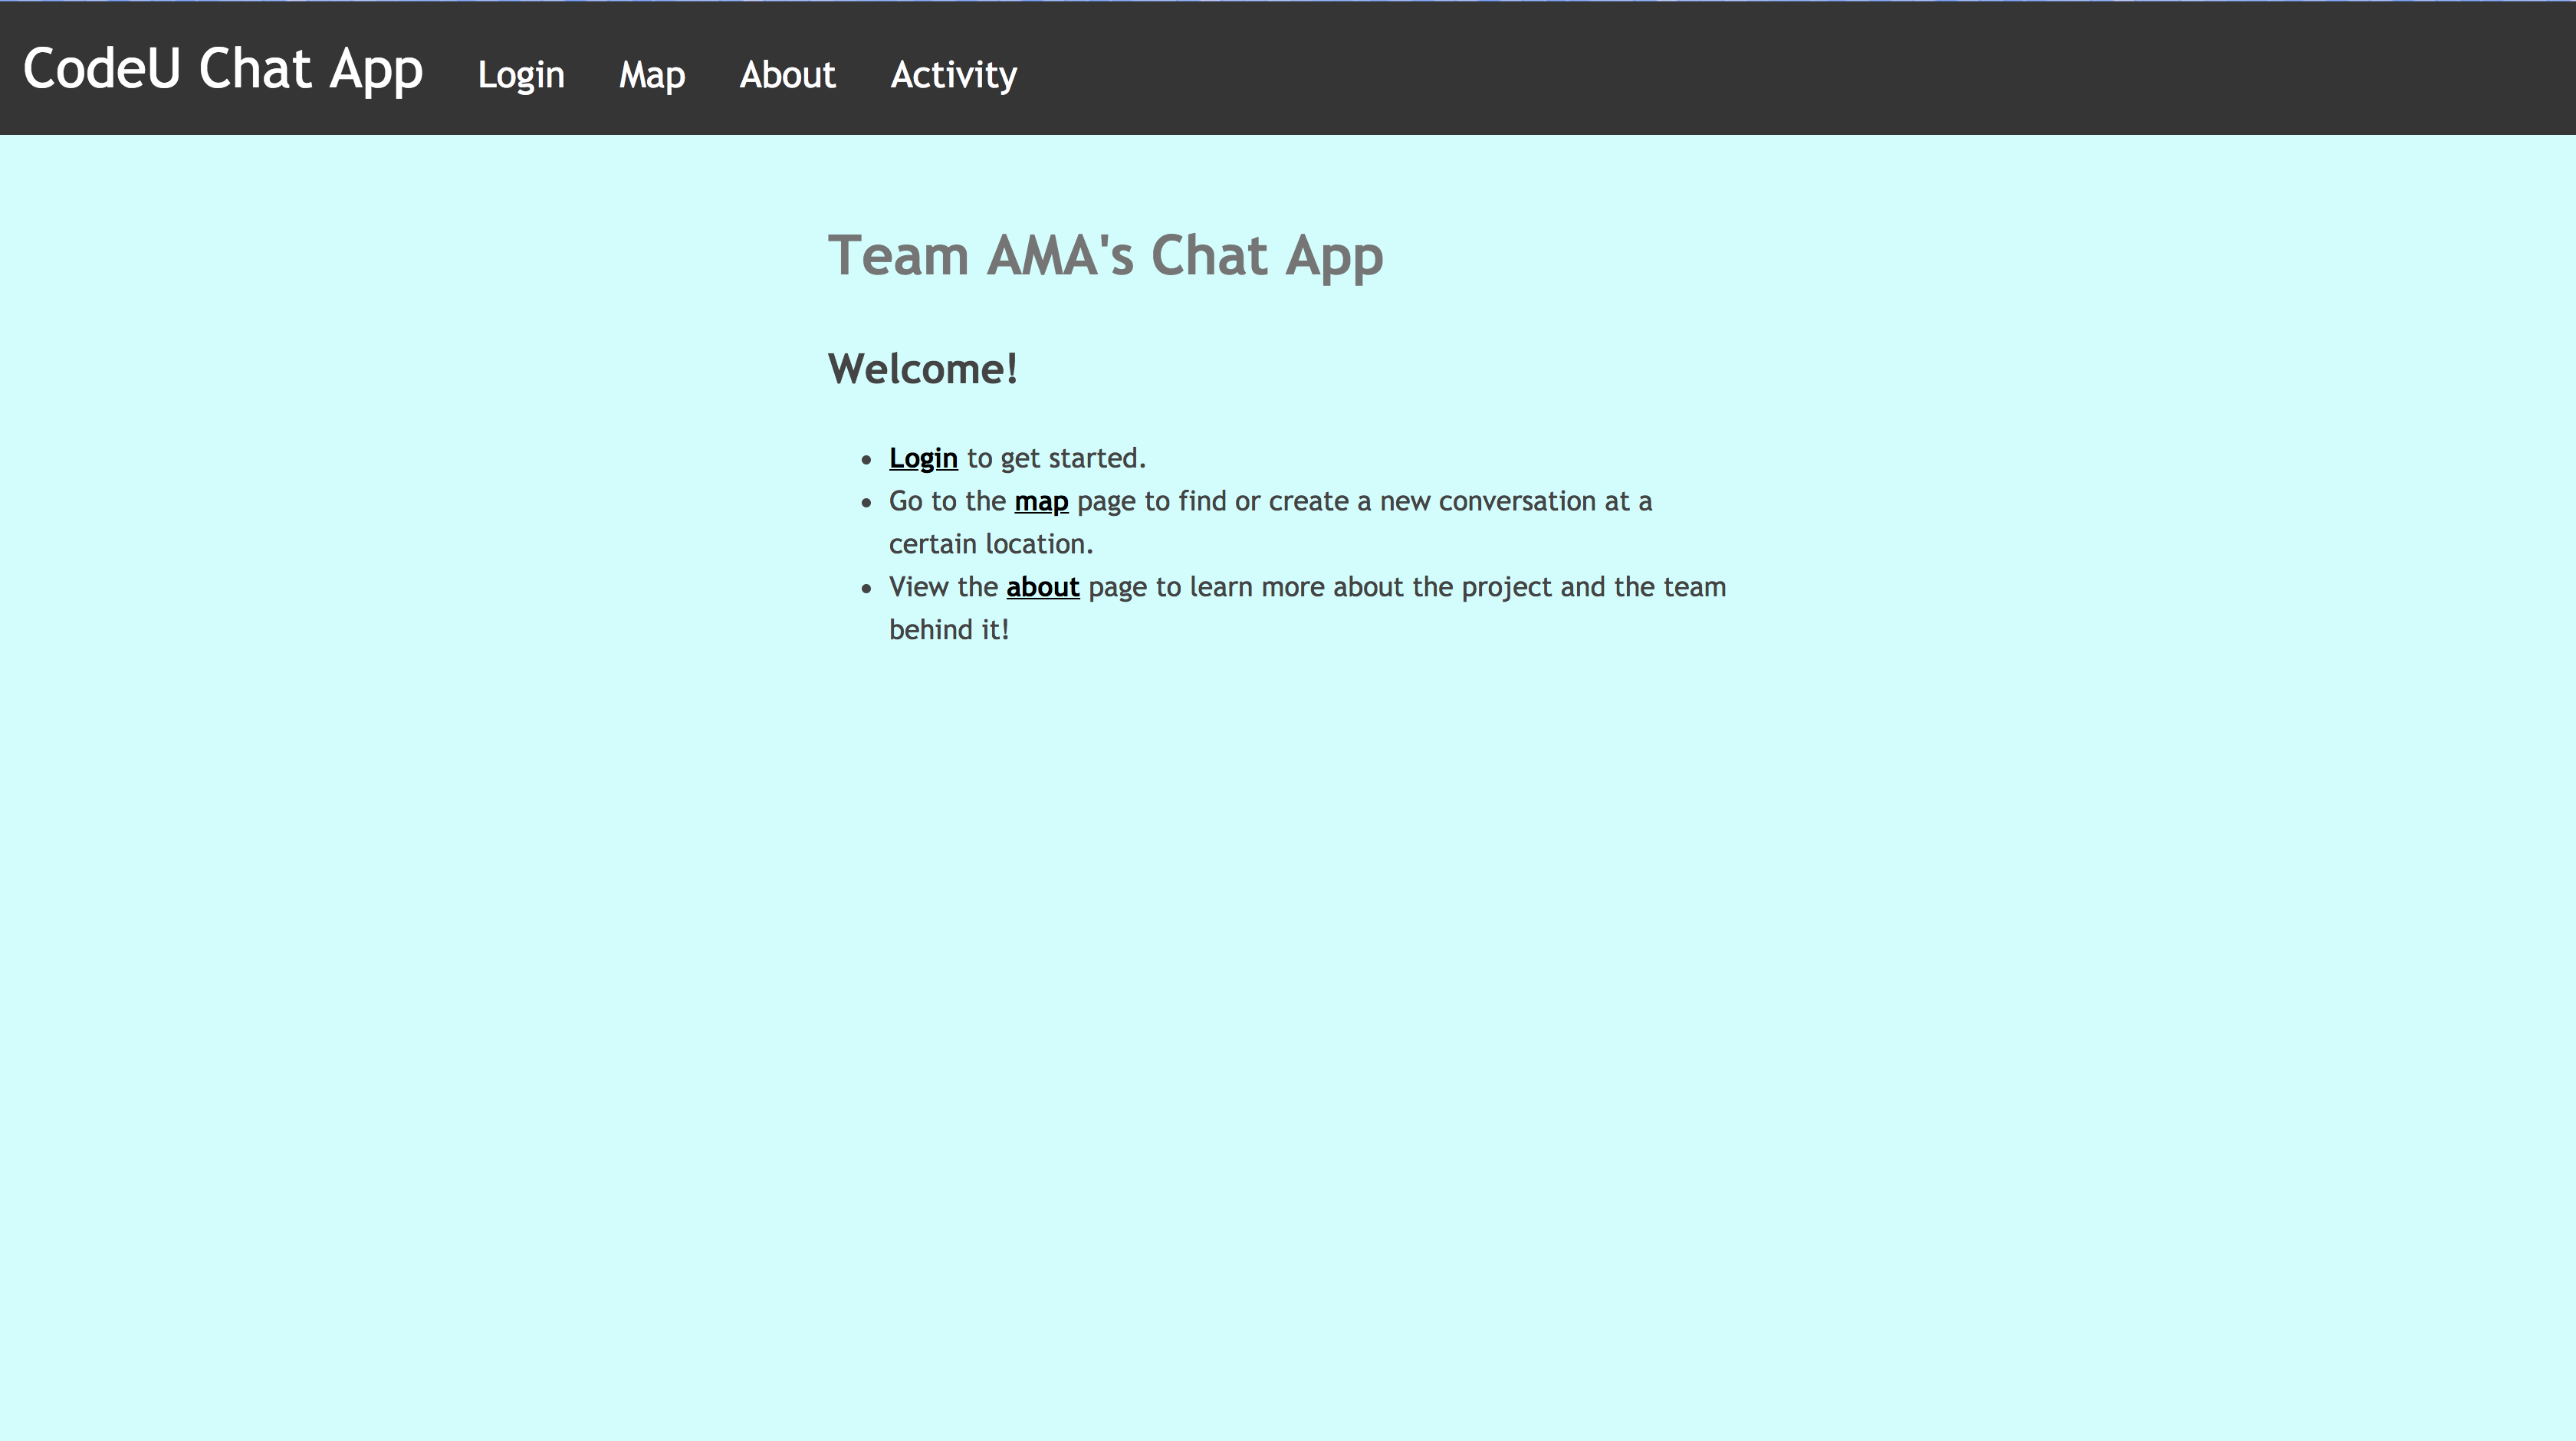 CodeU Chat App Login Map About Activity
Team AMA's Chat App
Welcome!
Login to get started.
Go to the map page to find or create a new conversation at a
certain location.
View the about page to learn more about the project and the team
behind it!